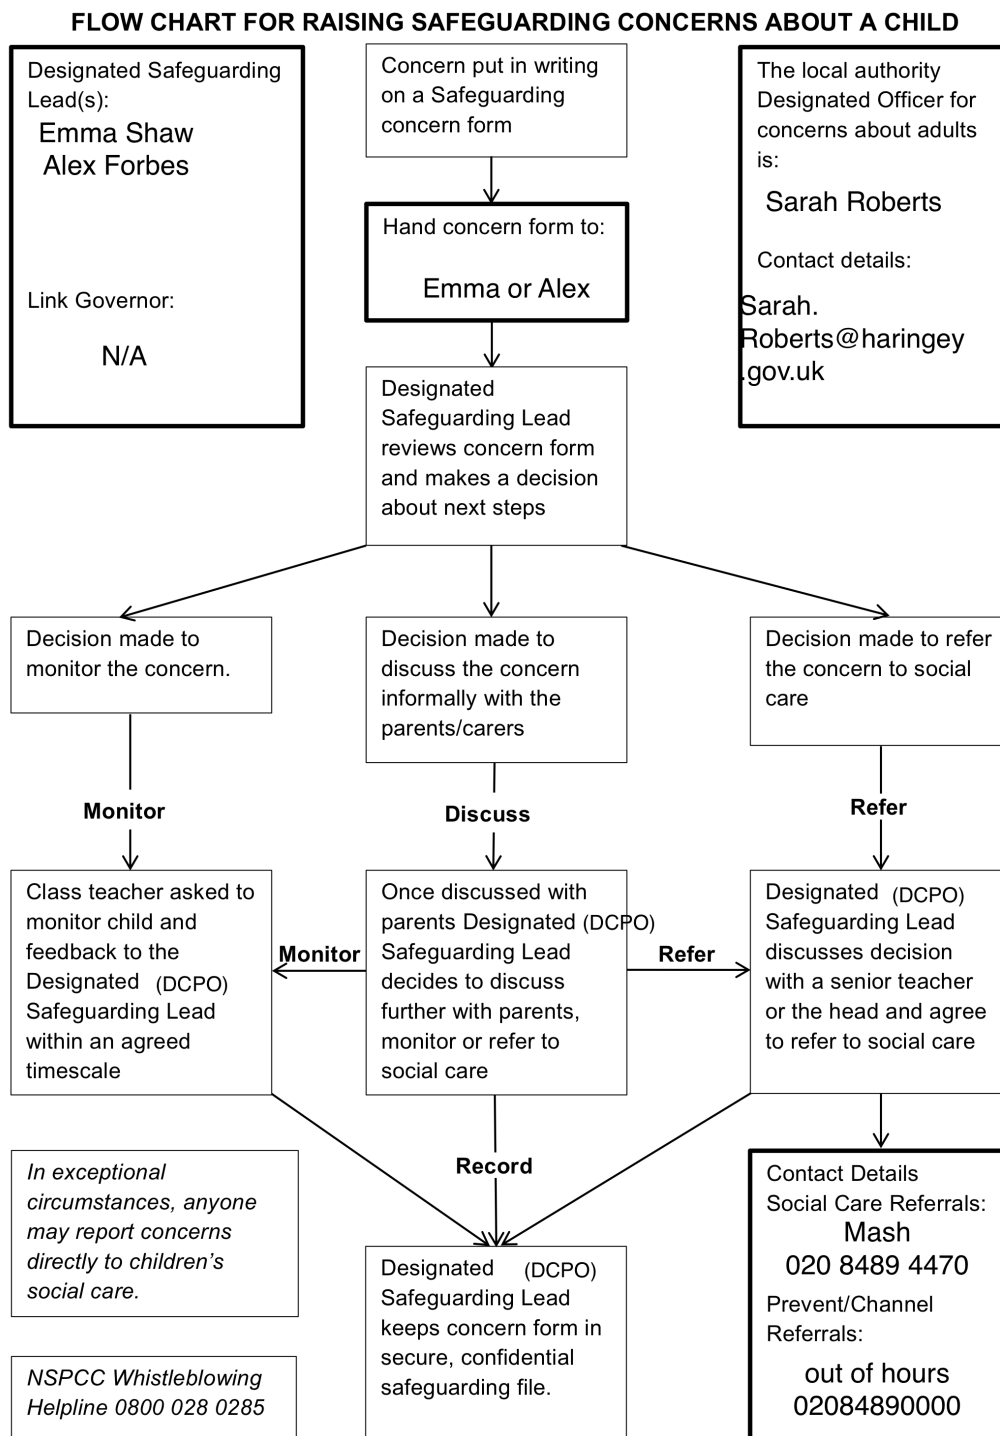 FLOW CHART FOR RAISING SAFEGUARDING CONCERNS ABOUT A CHILD
Designated Safeguarding
Lead(s):
Emma Shaw
Alex Forbes
Link Governor:
N/A
Concern put in writing
on a Safeguarding
concern form
Hand concern form to:
Emma or Alex
The local authority
Designated Officer for
concerns about adults
is:
Sarah Roberts
Contact details:
Sarah.
Roberts@haringey
.gov.uk
Designated
Safeguarding Lead
reviews concern form
and makes a decision
about next steps
Decision made to
monitor the concern.
Decision made to
discuss the concern
informally with the
parents/carers
Decision made to refer
the concern to social
care
Monitor
Discuss
Refer
Class teacher asked to
monitor child and
feedback to the
Designated (DCPO)
Safeguarding Lead
within an agreed
timescale
Monitor
Once discussed with
parents Designated (DCPO)
Safeguarding Lead
decides to discuss
further with parents,
monitor or refer to
social care
Refer
Designated (DCPO)
Safeguarding Lead
discusses decision
with a senior teacher
or the head and agree
to refer to social care
Record
In exceptional
circumstances, anyone
may report concerns
directly to children's
social care.
NSPCC Whistleblowing
Helpline 0800 028 0285
Designated (DCPO)
Safeguarding Lead
keeps concern form in
secure, confidential
safeguarding file.
Contact Details
Social Care Referrals:
Mash
020 8489 4470
Prevent/Channel
Referrals:
out of hours
02084890000